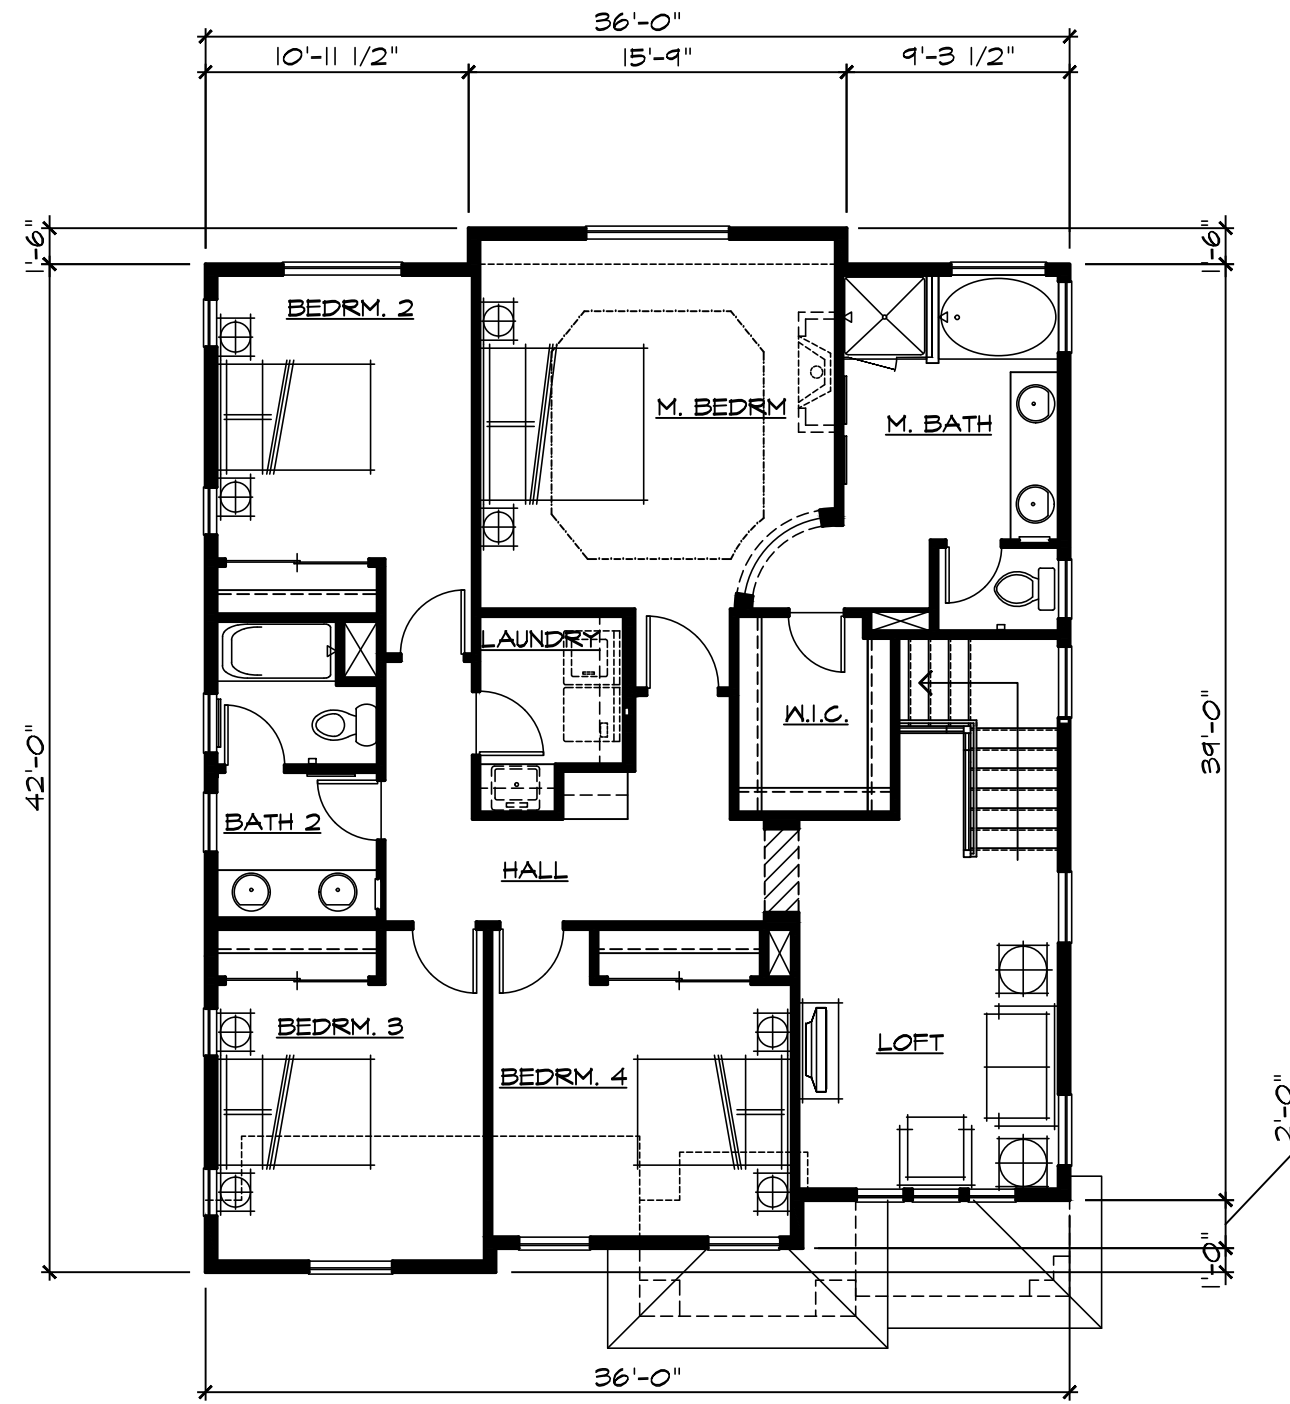 36'-0"
10'-11 1/2"
15'-9"
9'-3 1/2"
1'-6"
1'-6"
BEDRM. 2
M. BEDRM
M. BATH
LAUNDRY
W.I.C.
42'-0"
39'-0"
BATH 2
HALL
BEDRM. 3
LOFT
BEDRM. 4
2'-0"
1'-0"
36'-0"